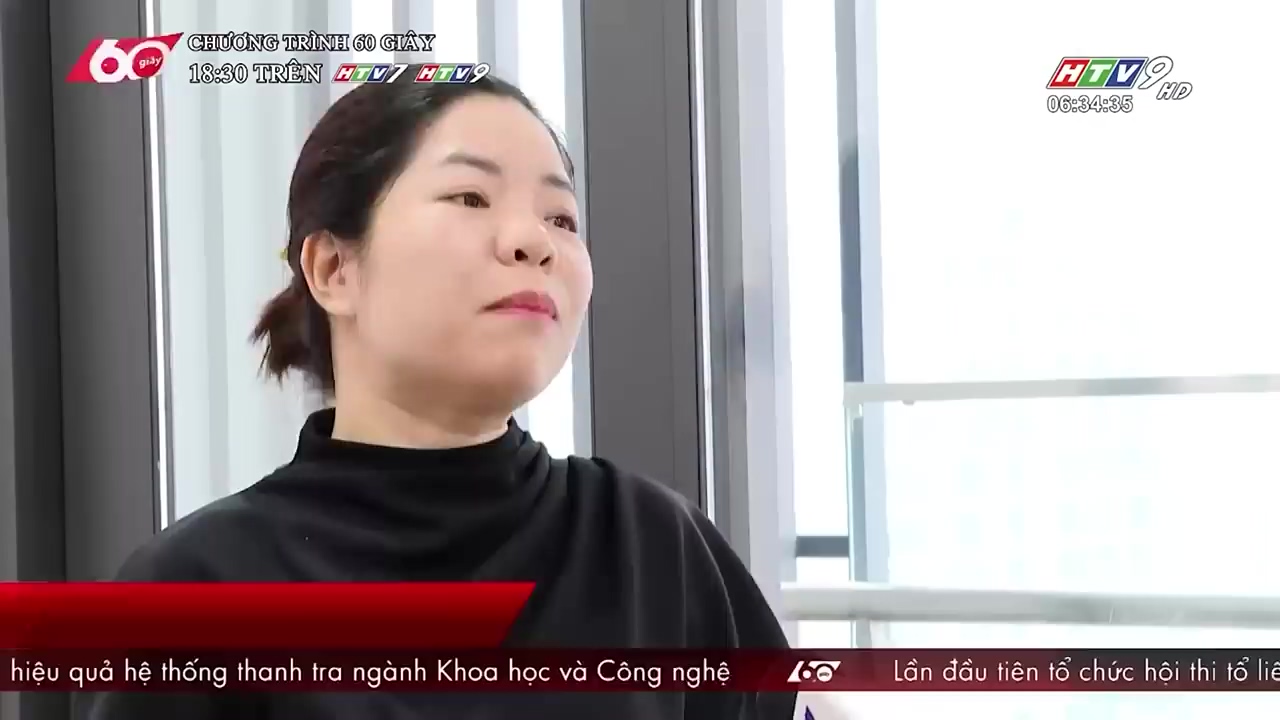 60 giây
CHƯƠNG TRÌNH 60 GIÂY
18:30 TRÊN HTV7 HTV9
HTV9 HD
06:34:35
hiệu quả hệ thống thanh tra ngành Khoa học và Công nghệ
60 giây
Lần đầu tiên tổ chức hội thi tổ